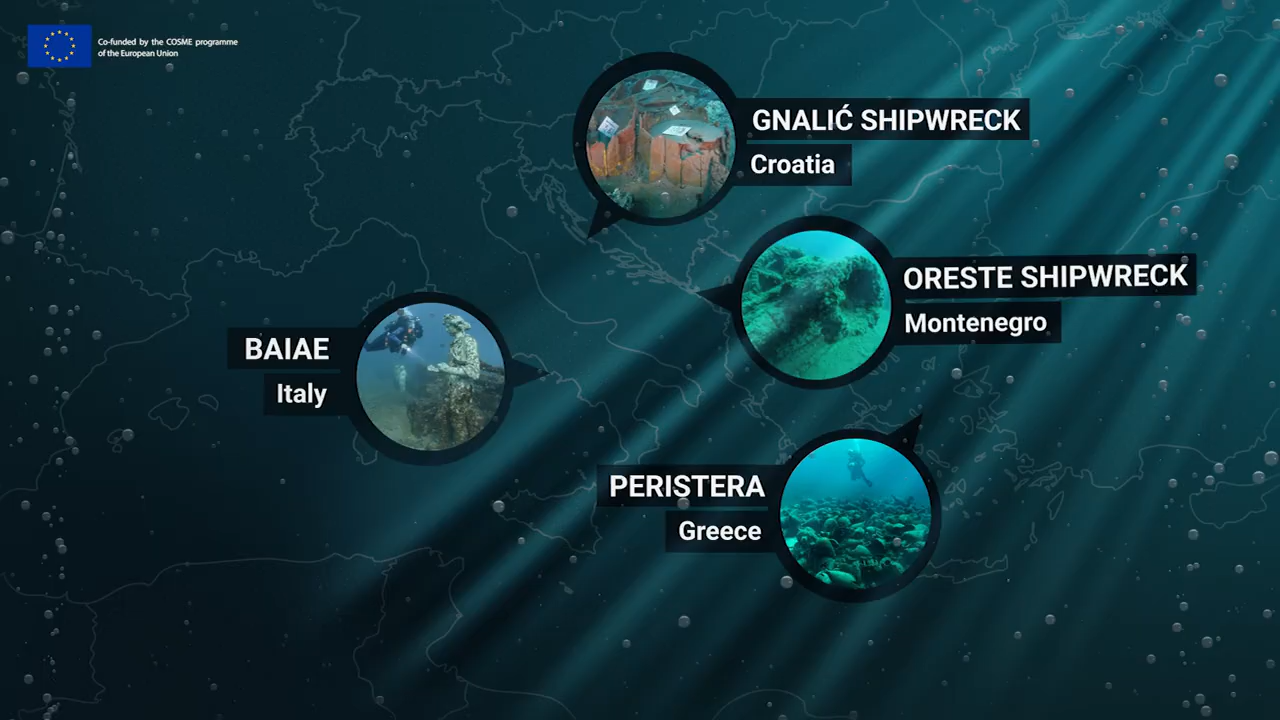 Co-funded by the COSME programme
of the European Union
GNALIĆ SHIPWRECK
Croatia
ORESTE SHIPWRECK
Montenegro
BAIAE
Italy
PERISTERA
Greece